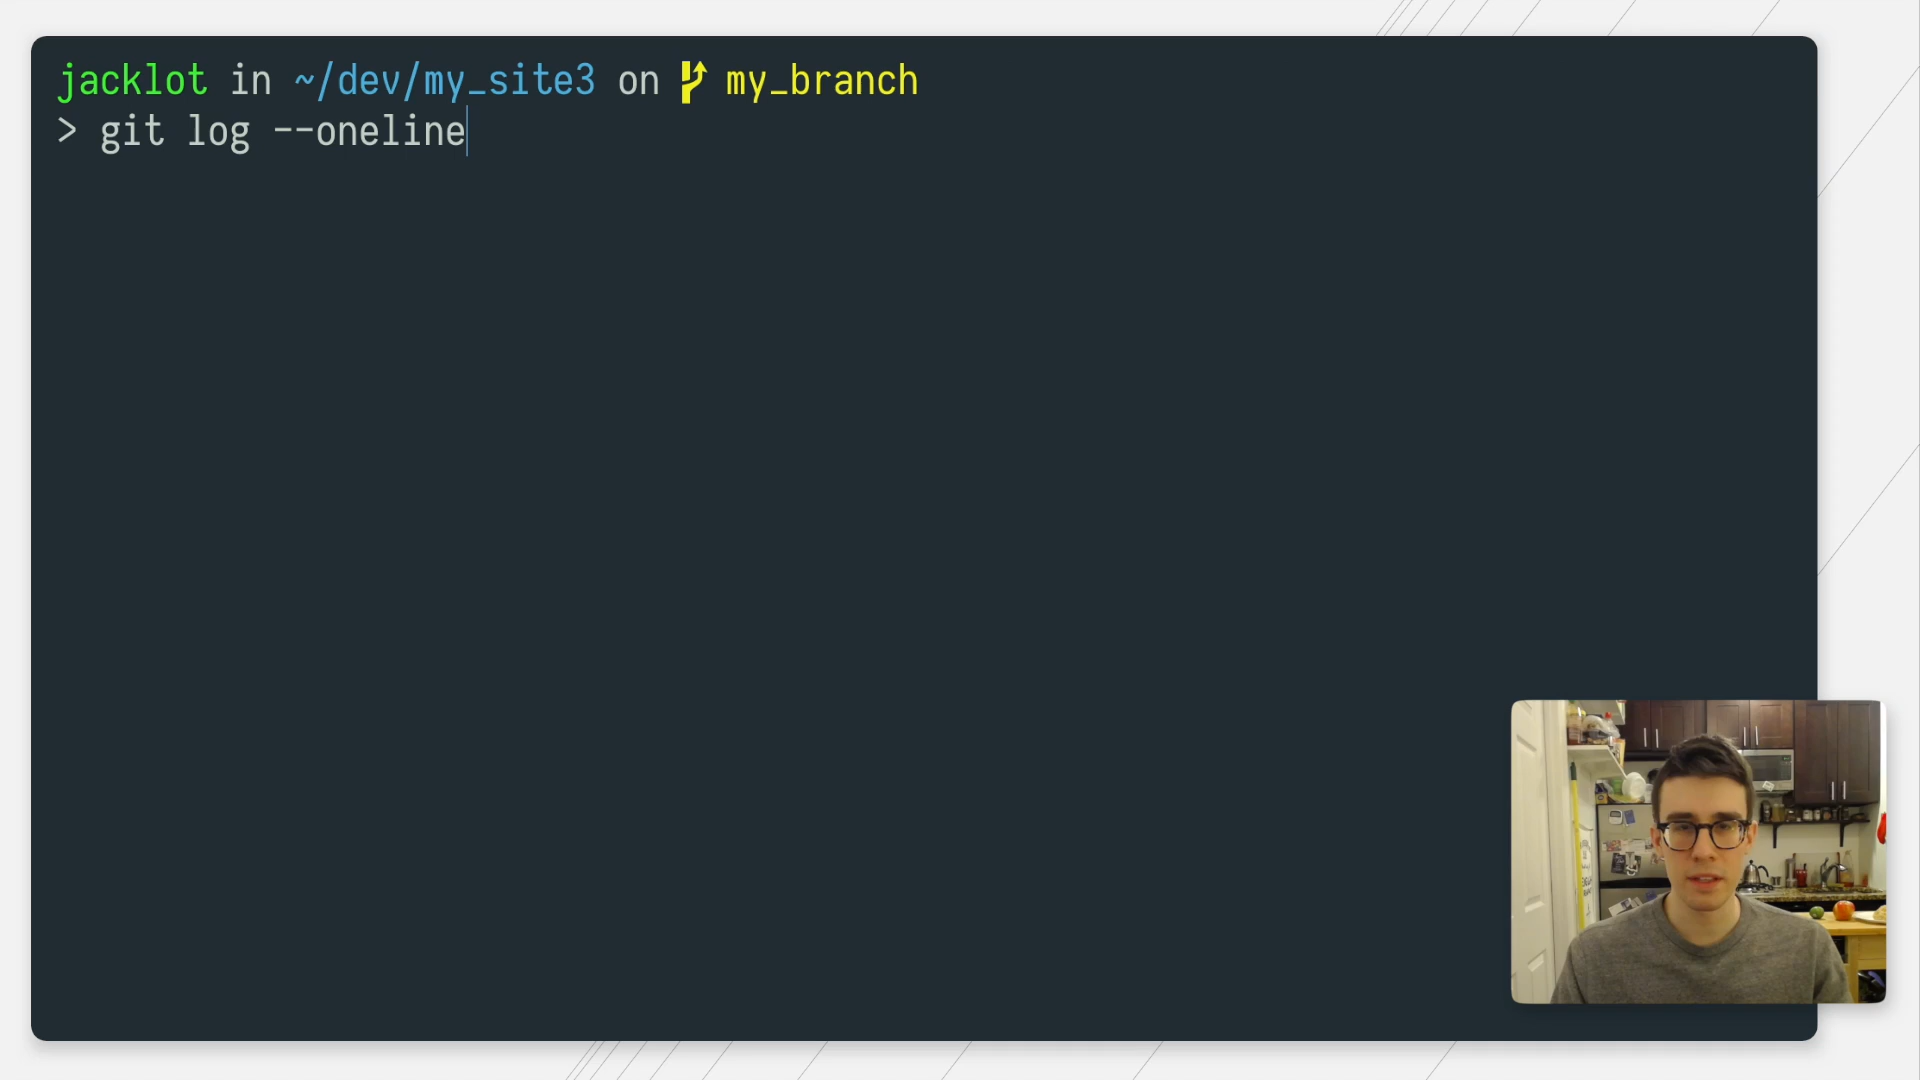 jacklot in ~/dev/my_site3 on my_branch
> git log --oneline